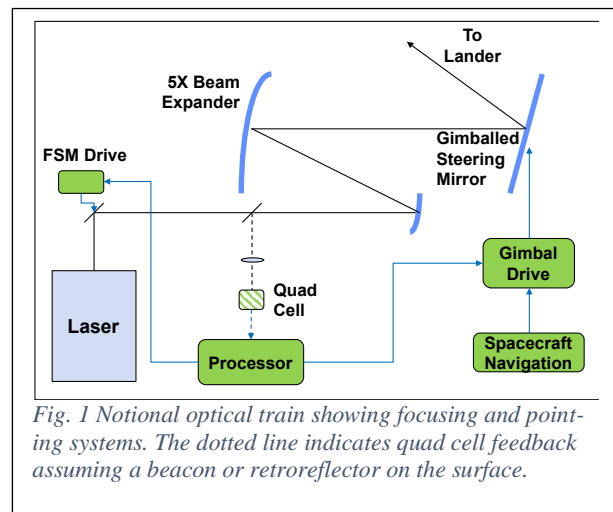 To
Lander
5X Beam
Expander
Gimballed
Steering
Mirror
FSM Drive
Quad
Cell
Laser
Processor
Gimbal
Drive
Spacecraft
Navigation
Fig. 1 Notional optical train showing focusing and point-
ing systems. The dotted line indicates quad cell feedback
assuming a beacon or retroreflector on the surface.